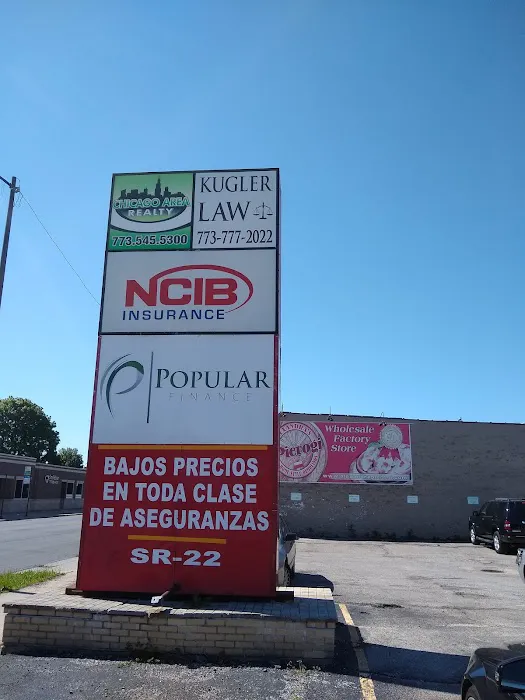 CHICAGO AREA
REALTY
773.545.5300
KUGLER
LAW
773-777-2022
NCIB
INSURANCE
POPULAR
FINANCE
BAJOS PRECIOS
EN TODA CLASE
DE ASEGURANZAS
SR-22
Pierogi
Wholesale
Factory
Store